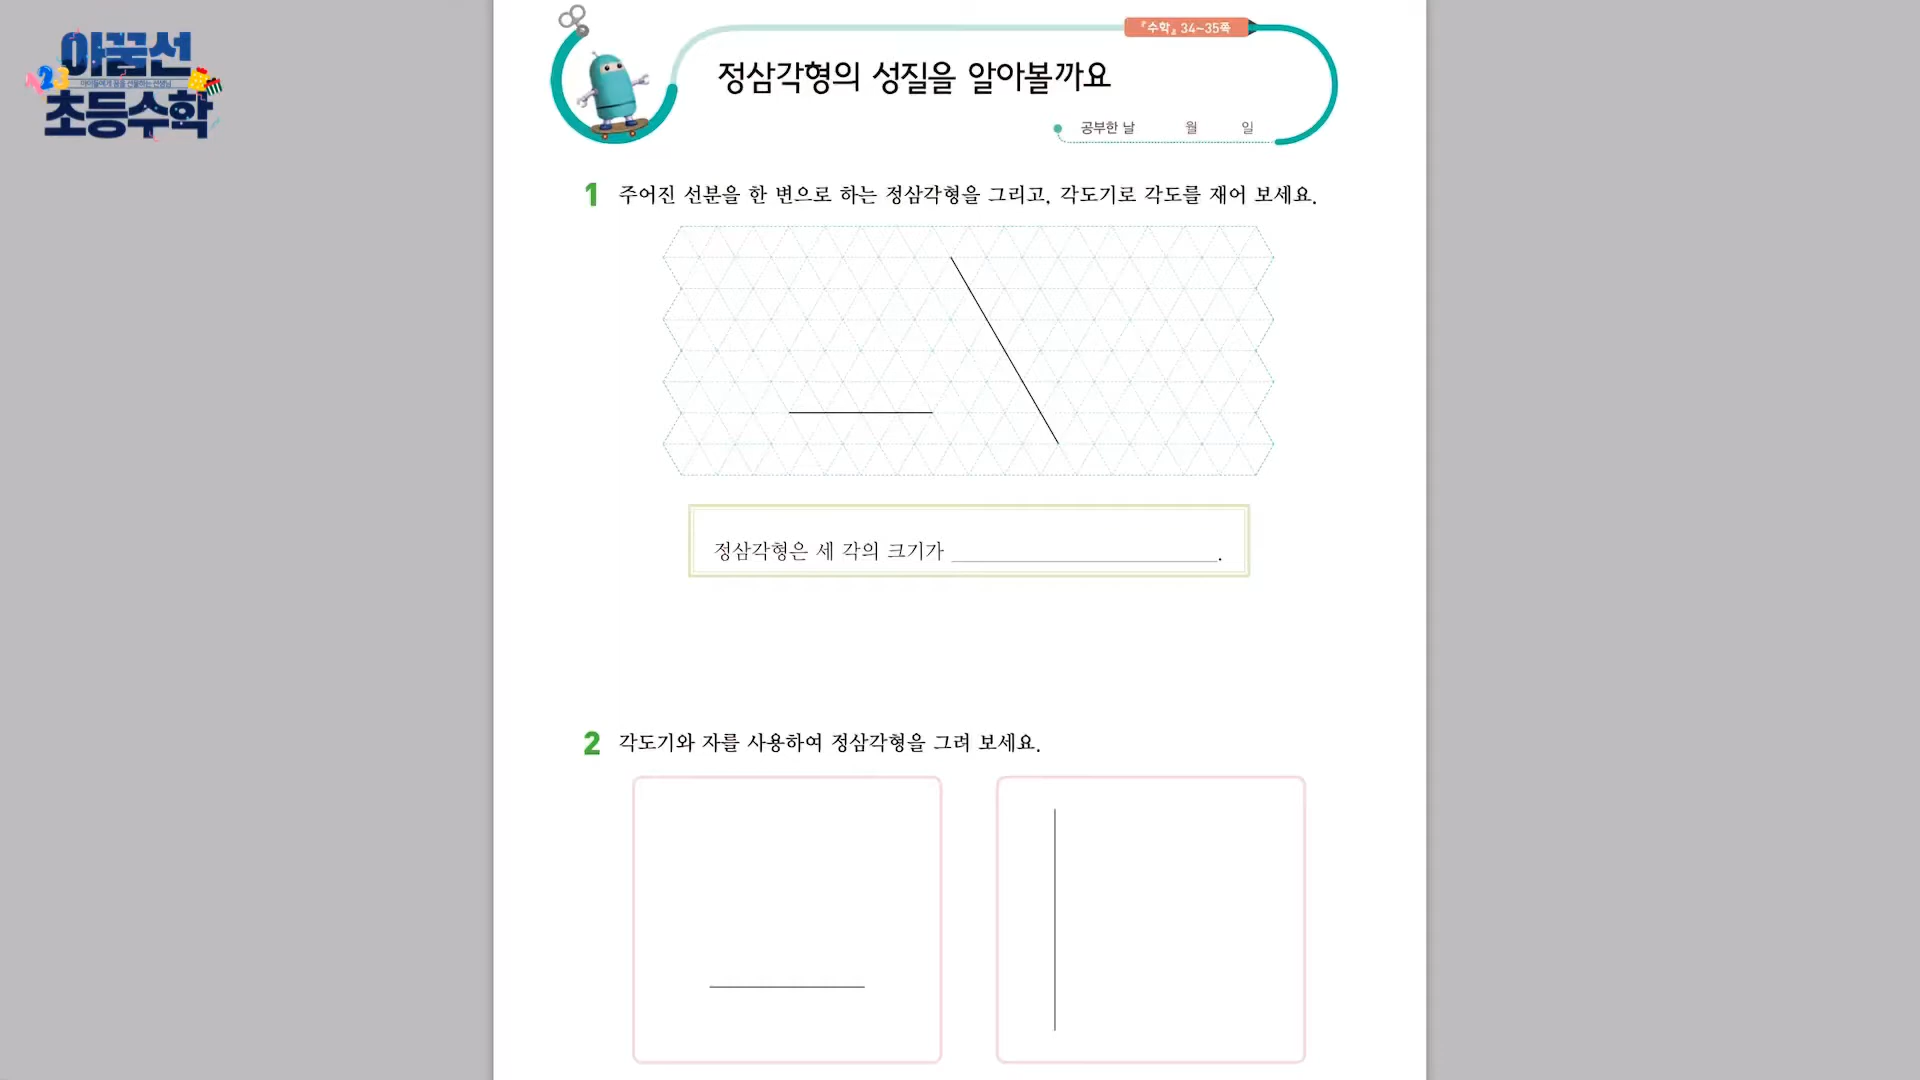 아꿈선
123
초등수학
『수학』 34~35쪽
정삼각형의 성질을 알아볼까요
공부한 날 월 일
1 주어진 선분을 한 변으로 하는 정삼각형을 그리고, 각도기로 각도를 재어 보세요.
정삼각형은 세 각의 크기가 .
2 각도기와 자를 사용하여 정삼각형을 그려 보세요.